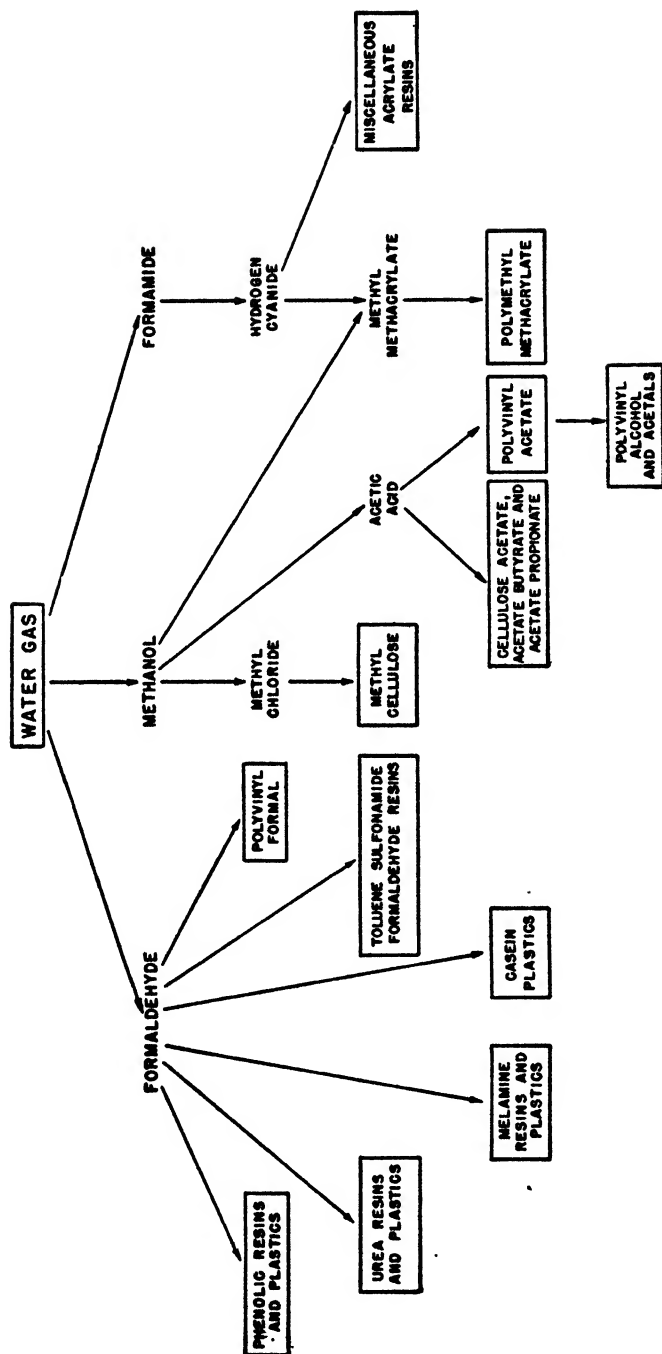 WATER GAS
FORMALDEHYDE
METHANOL
FORMAMIDE
PHENOLIC RESINS
AND PLASTICS
POLYVINYL
FORMAL
METHYL
CHLORIDE
HYDROGEN
CYANIDE
UREA RESINS
AND PLASTICS
TOLUENE SULFONAMIDE
FORMALDEHYDE RESINS
METHYL
CELLULOSE
ACETIC
ACID
METHYL
METHACRYLATE
MISCELLANEOUS
ACRYLATE
RESINS
MELAMINE
RESINS AND
PLASTICS
CASEIN
PLASTICS
CELLULOSE ACETATE,
ACETATE BUTYRATE AND
ACETATE PROPIONATE
POLYVINYL
ACETATE
POLYMETHYL
METHACRYLATE
POLYVINYL
ALCOHOL
AND ACETALS